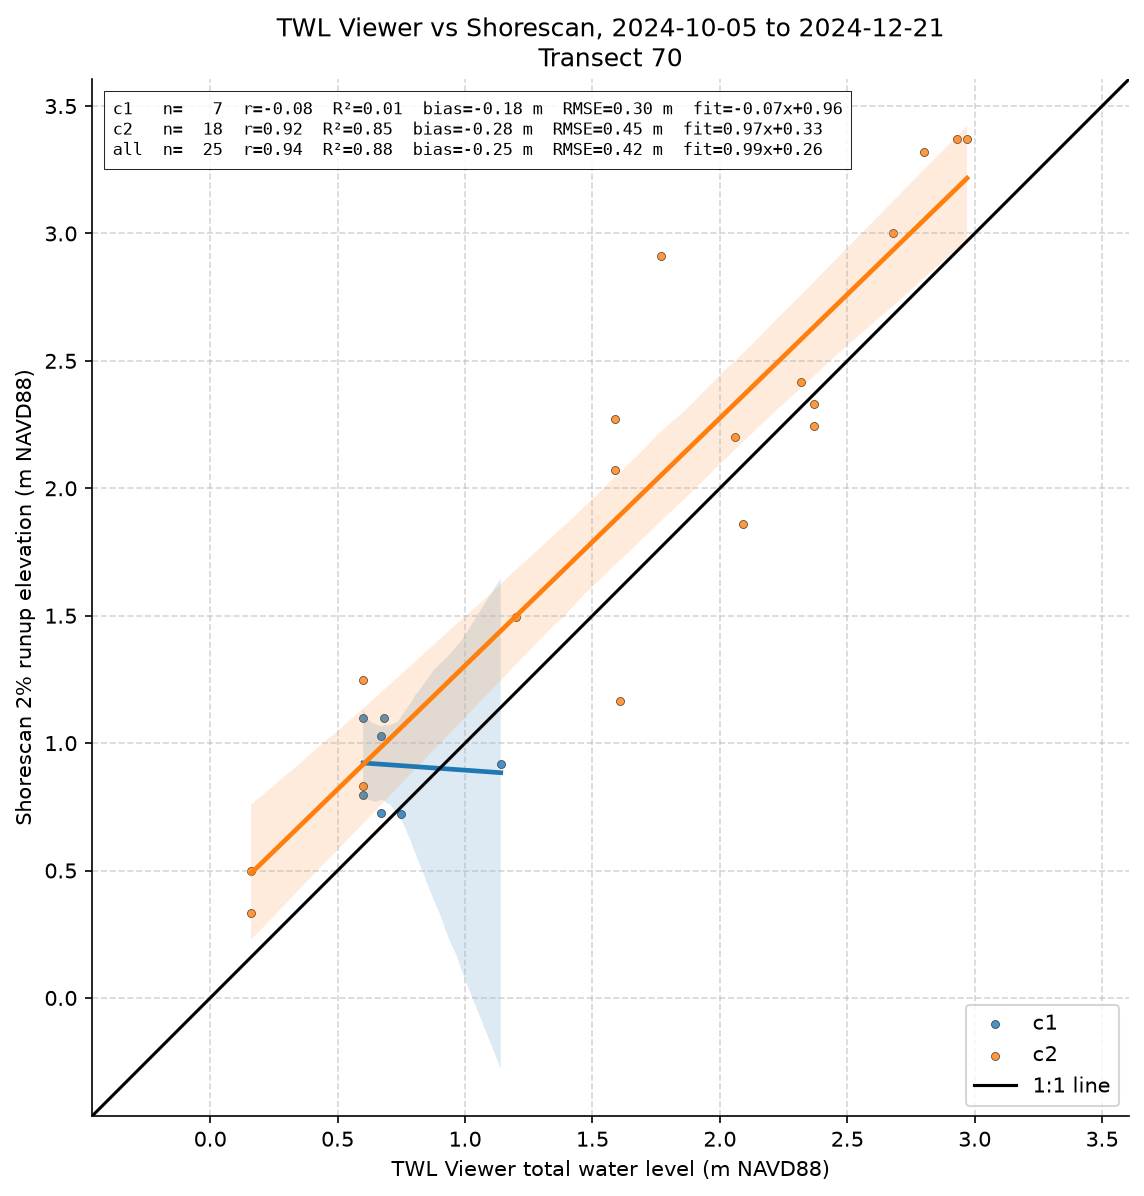 TWL Viewer vs Shorescan, 2024-10-05 to 2024-12-21
Transect 70
c1   n=   7  r=-0.08  R²=0.01  bias=-0.18 m  RMSE=0.30 m  fit=-0.07x+0.96
c2   n=  18  r=0.92  R²=0.85  bias=-0.28 m  RMSE=0.45 m  fit=0.97x+0.33
all  n=  25  r=0.94  R²=0.88  bias=-0.25 m  RMSE=0.42 m  fit=0.99x+0.26
Shorescan 2% runup elevation (m NAVD88)
3.5
3.0
2.5
2.0
1.5
1.0
0.5
0.0
c1
c2
1:1 line
0.0 0.5 1.0 1.5 2.0 2.5 3.0 3.5
TWL Viewer total water level (m NAVD88)